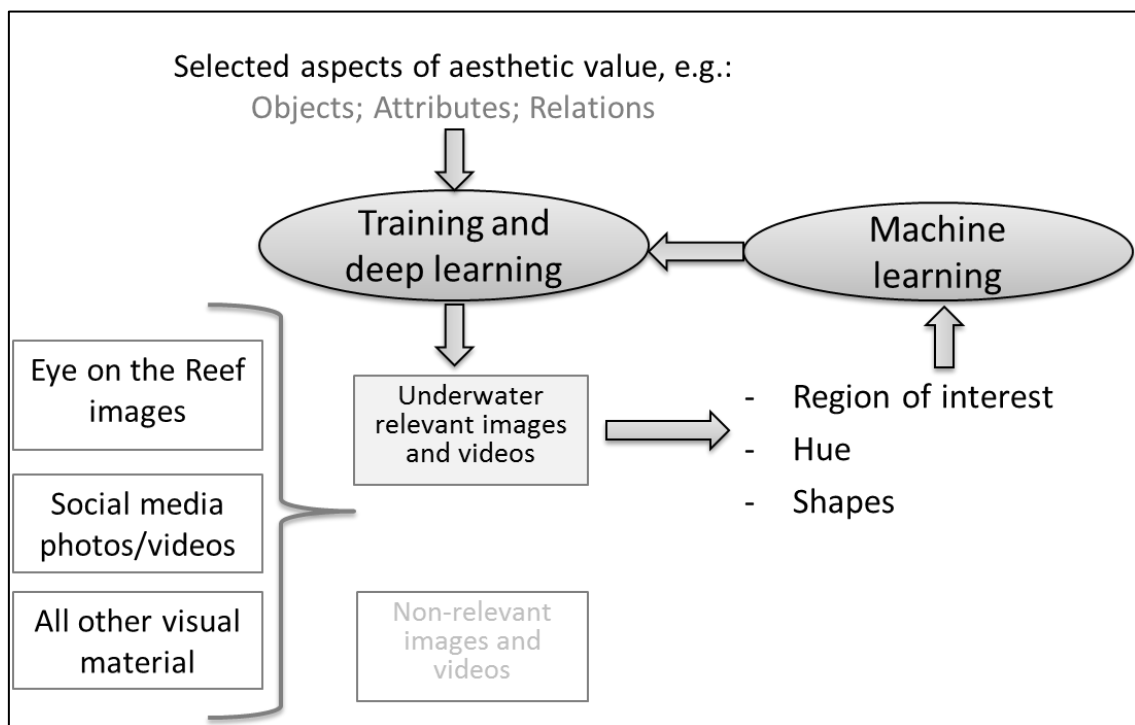 Selected aspects of aesthetic value, e.g.:
Objects; Attributes; Relations
Training and
deep learning
Machine
learning
Eye on the Reef
images
Social media
photos/videos
All other visual
material
Underwater
relevant images
and videos
Non-relevant
images and
videos
- Region of interest
- Hue
- Shapes